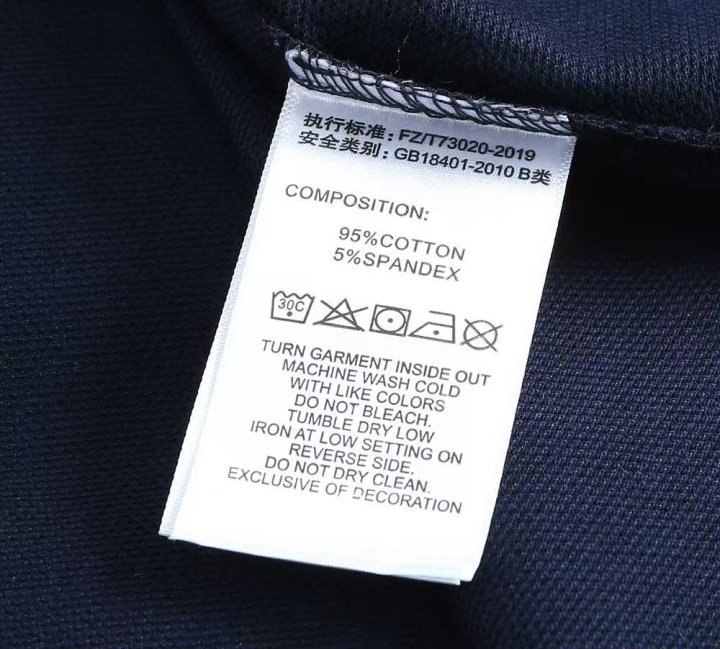 执行标准: FZ/T73020-2019
安全类别: GB18401-2010 B类
COMPOSITION:
95%COTTON
5%SPANDEX
30C
TURN GARMENT INSIDE OUT
MACHINE WASH COLD
WITH LIKE COLORS
DO NOT BLEACH.
TUMBLE DRY LOW
IRON AT LOW SETTING ON
REVERSE SIDE.
DO NOT DRY CLEAN.
EXCLUSIVE OF DECORATION